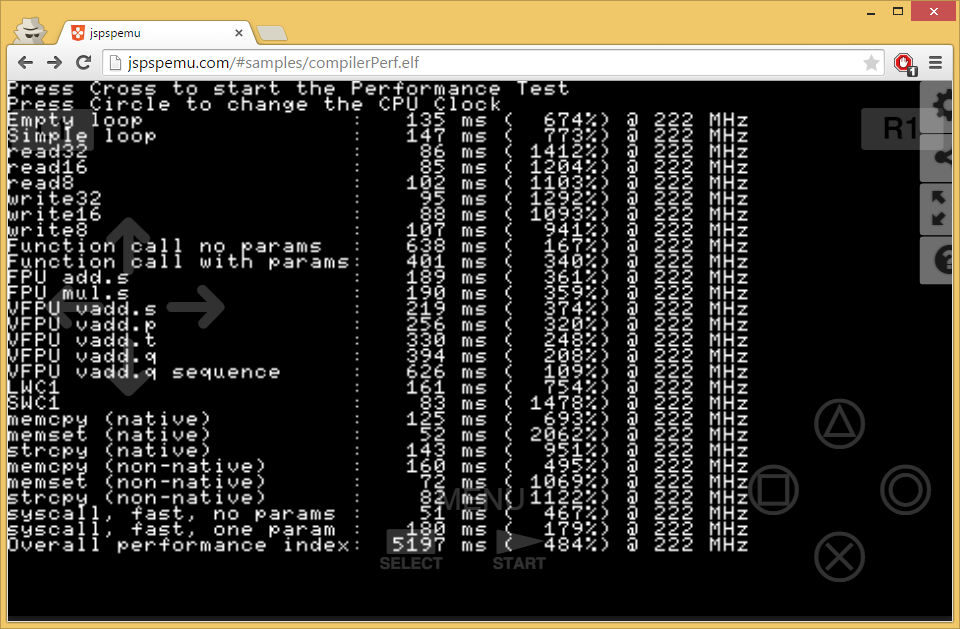 jspspemu
jspspemu.com/#samples/compilerPerf.elf
1
Press Cross to start the Performance Test
Press Circle to change the CPU Clock
Empty loop : 135 ms ( 674%) @ 222 MHz
Simple loop : 147 ms ( 773%) @ 222 MHz
read32 : 86 ms ( 1412%) @ 222 MHz
read16 : 85 ms ( 1204%) @ 222 MHz
read8 : 102 ms ( 1103%) @ 222 MHz
write32 : 95 ms ( 1292%) @ 222 MHz
write16 : 88 ms ( 1093%) @ 222 MHz
write8 : 107 ms ( 941%) @ 222 MHz
Function call no params : 638 ms ( 167%) @ 222 MHz
Function call with params: 401 ms ( 340%) @ 222 MHz
FPU add.s : 189 ms ( 361%) @ 222 MHz
FPU mul.s : 190 ms ( 359%) @ 222 MHz
VFPU vadd.s : 219 ms ( 374%) @ 222 MHz
VFPU vadd.p : 256 ms ( 320%) @ 222 MHz
VFPU vadd.t : 330 ms ( 248%) @ 222 MHz
VFPU vadd.q : 394 ms ( 208%) @ 222 MHz
VFPU vadd.q sequence : 626 ms ( 109%) @ 222 MHz
LWC1 : 161 ms ( 754%) @ 222 MHz
SWC1 : 83 ms ( 1478%) @ 222 MHz
memcpy (native) : 125 ms ( 693%) @ 222 MHz
memset (native) : 52 ms ( 2062%) @ 222 MHz
strcpy (native) : 143 ms ( 951%) @ 222 MHz
memcpy (non-native) : 160 ms ( 495%) @ 222 MHz
memset (non-native) : 72 ms ( 1069%) @ 222 MHz
strcpy (non-native) : 82 ms ( 1122%) @ 222 MHz
syscall, fast, no params : 51 ms ( 467%) @ 222 MHz
syscall, fast, one param : 180 ms ( 179%) @ 222 MHz
Overall performance index: 5197 ms ( 484%) @ 222 MHz
R1
MENU
SELECT
START